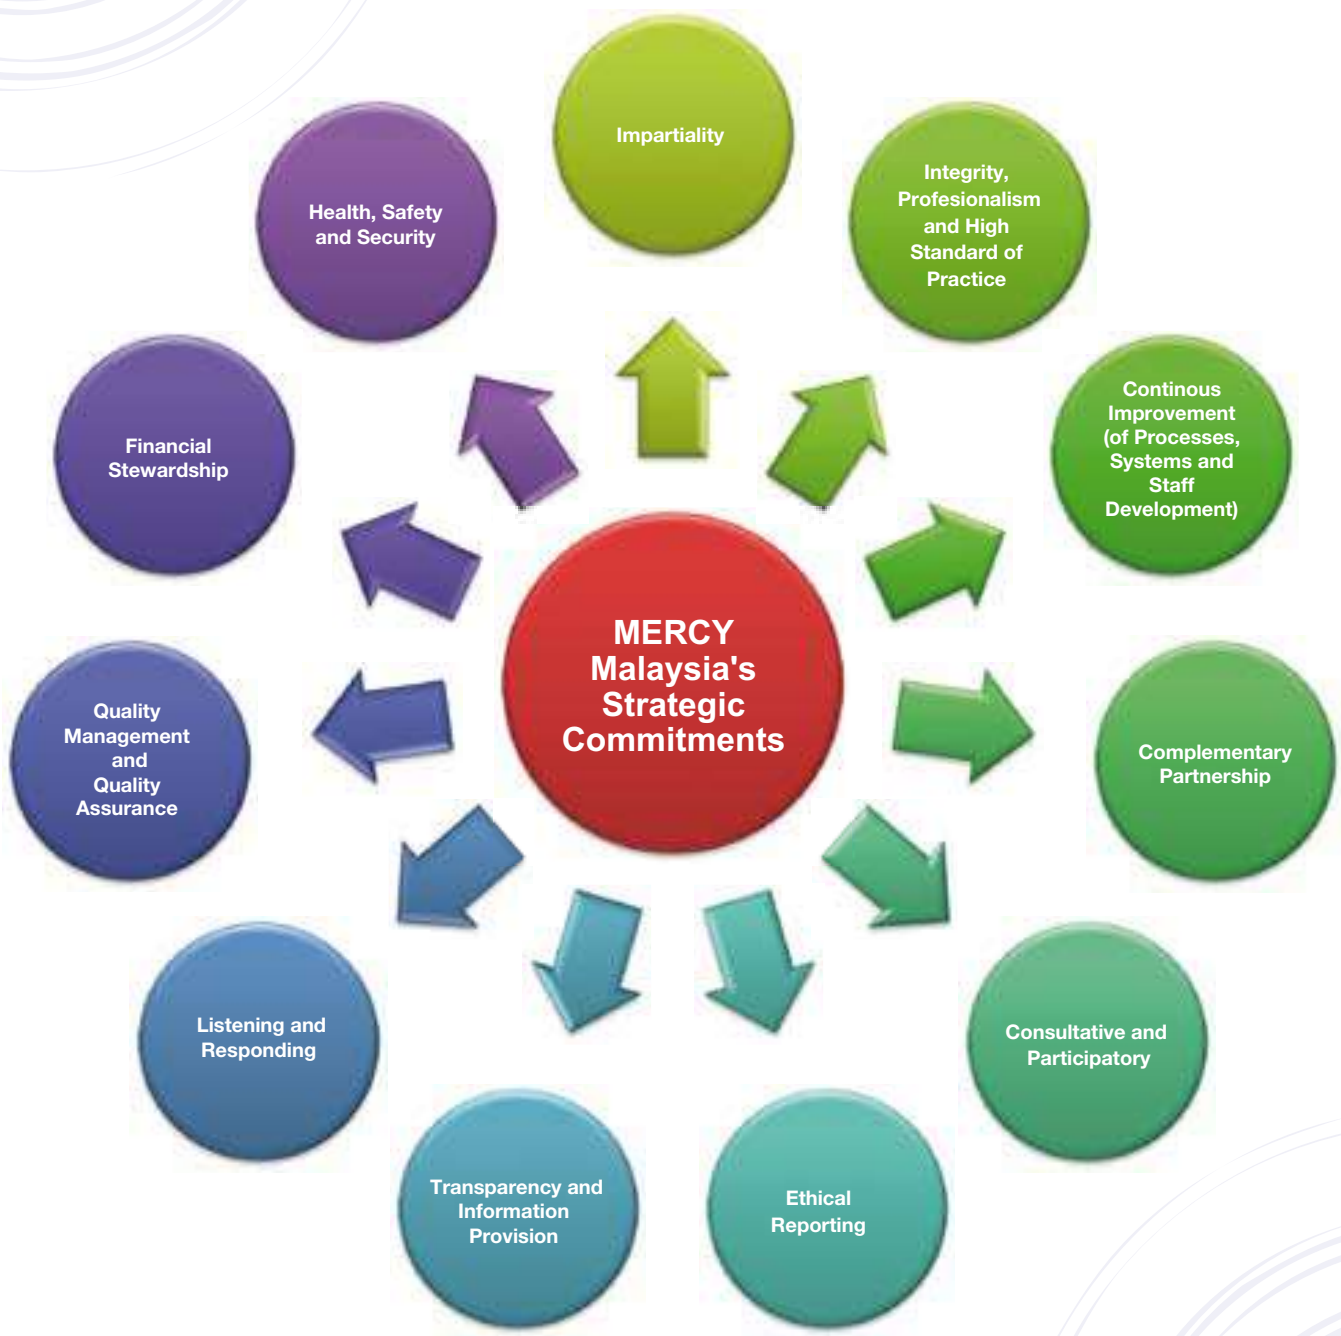 Impartiality
Integrity,
Profesionalism
and High
Standard of
Practice
Continous
Improvement
(of Processes,
Systems and
Staff
Development)
Complementary
Partnership
Consultative and
Participatory
Ethical
Reporting
Transparency and
Information
Provision
Listening and
Responding
Quality
Management
and
Quality
Assurance
Financial
Stewardship
Health, Safety
and Security
MERCY
Malaysia's
Strategic
Commitments